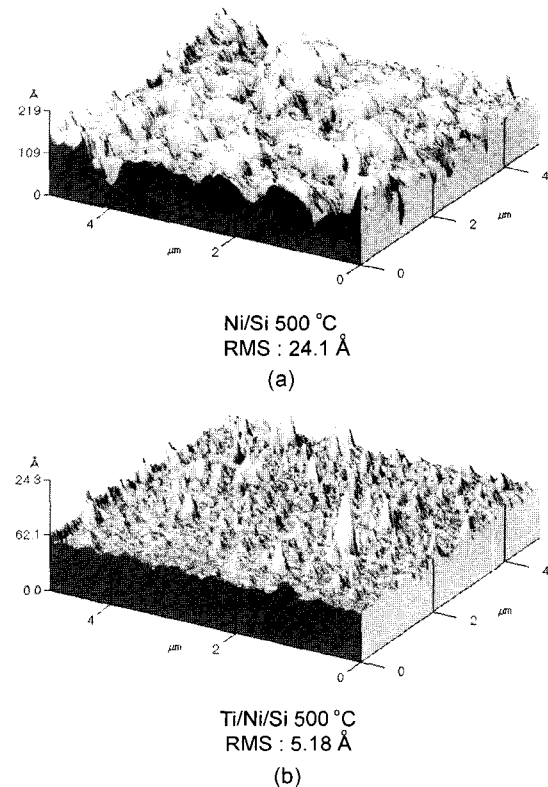 Å
219
109
0
4
μm
2
0
0
2
μm
4
Ni/Si 500 °C
RMS : 24.1 Å
(a)
Å
24.3
62.1
0.0
4
μm
2
0
0
2
μm
4
Ti/Ni/Si 500 °C
RMS : 5.18 Å
(b)